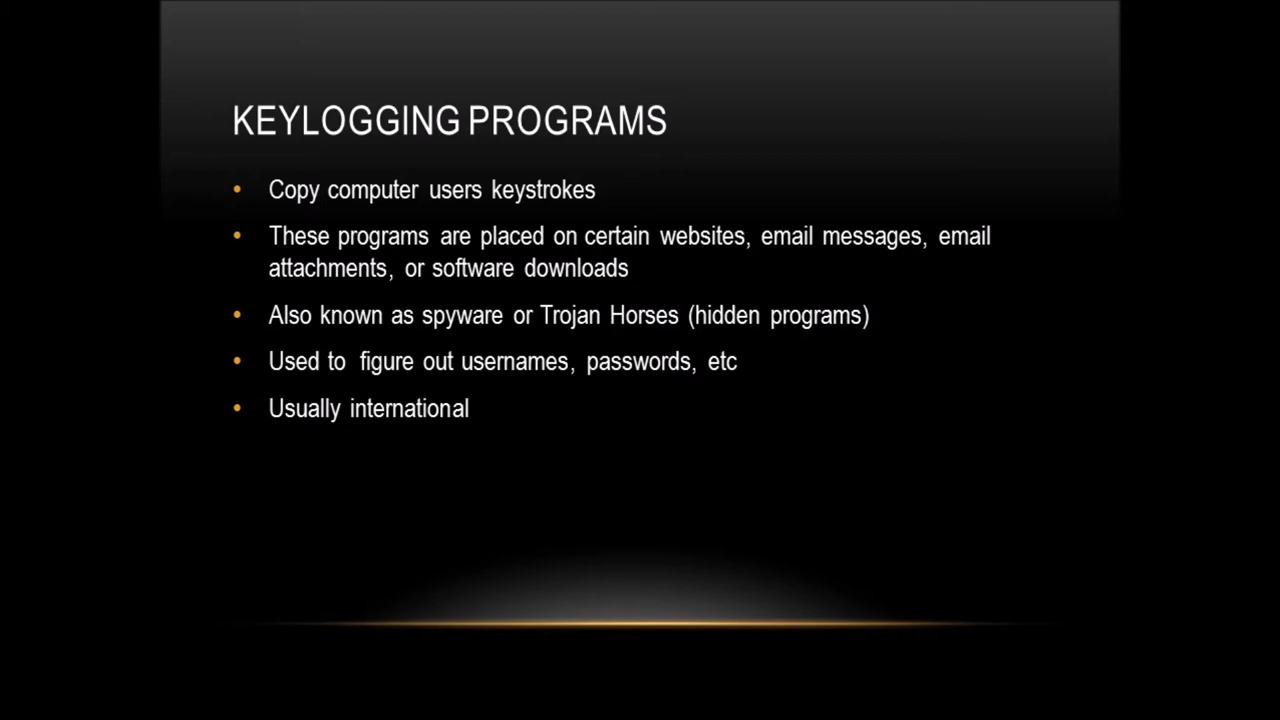 KEYLOGGING PROGRAMS
• Copy computer users keystrokes
• These programs are placed on certain websites, email messages, email
attachments, or software downloads
• Also known as spyware or Trojan Horses (hidden programs)
• Used to figure out usernames, passwords, etc
• Usually international